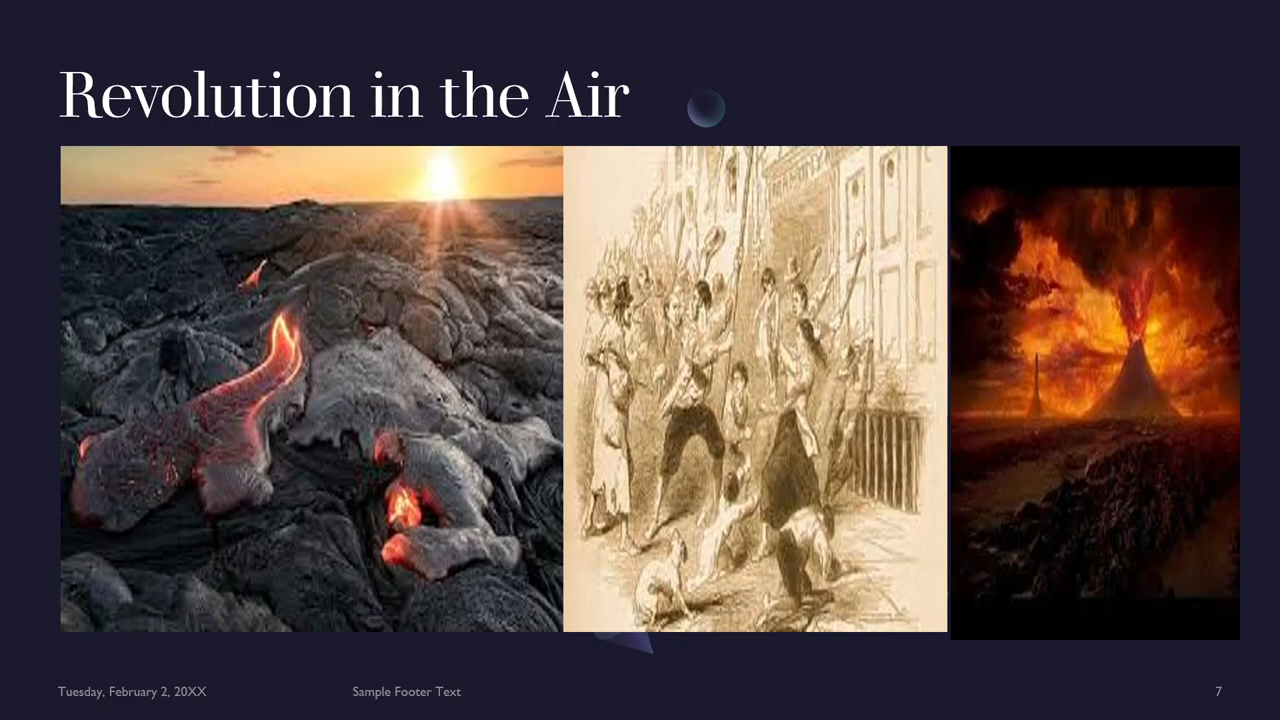 Revolution in the Air
Tuesday, February 2, 20XX
Sample Footer Text
7